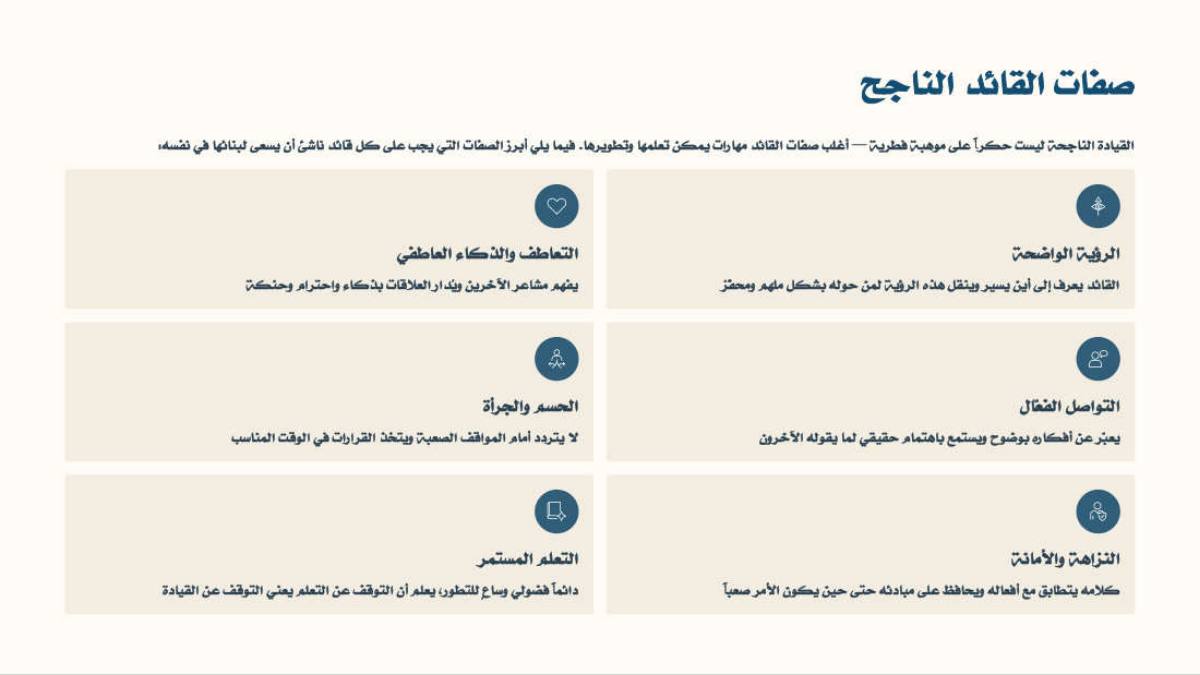 صفات القائد الناجح
القيادة الناجحة ليست حكراً على موهبة فطرية — أغلب صفات القائد مهارات يمكن تعلمها وتطويرها. فيما يلي أبرز الصفات التي يجب على كل قائد ناشئ أن يسعى لبنائها في نفسه:
الرؤية الواضحة
القائد يعرف إلى أين يسير وينقل هذه الرؤية لمن حوله بشكل ملهم ومحفّز
التعاطف والذكاء العاطفي
يفهم مشاعر الآخرين ويُدار العلاقات بذكاء واحترام وحنكة
التواصل الفعّال
يعبّر عن أفكاره بوضوح ويستمع باهتمام حقيقي لما يقوله الآخرون
الحسم والجرأة
لا يتردد أمام المواقف الصعبة ويتخذ القرارات في الوقت المناسب
النزاهة والأمانة
كلامه يتطابق مع أفعاله ويحافظ على مبادئه حتى حين يكون الأمر صعباً
التعلم المستمر
دائماً فضولي وساعٍ للتطور، يعلم أن التوقف عن التعلم يعني التوقف عن القيادة